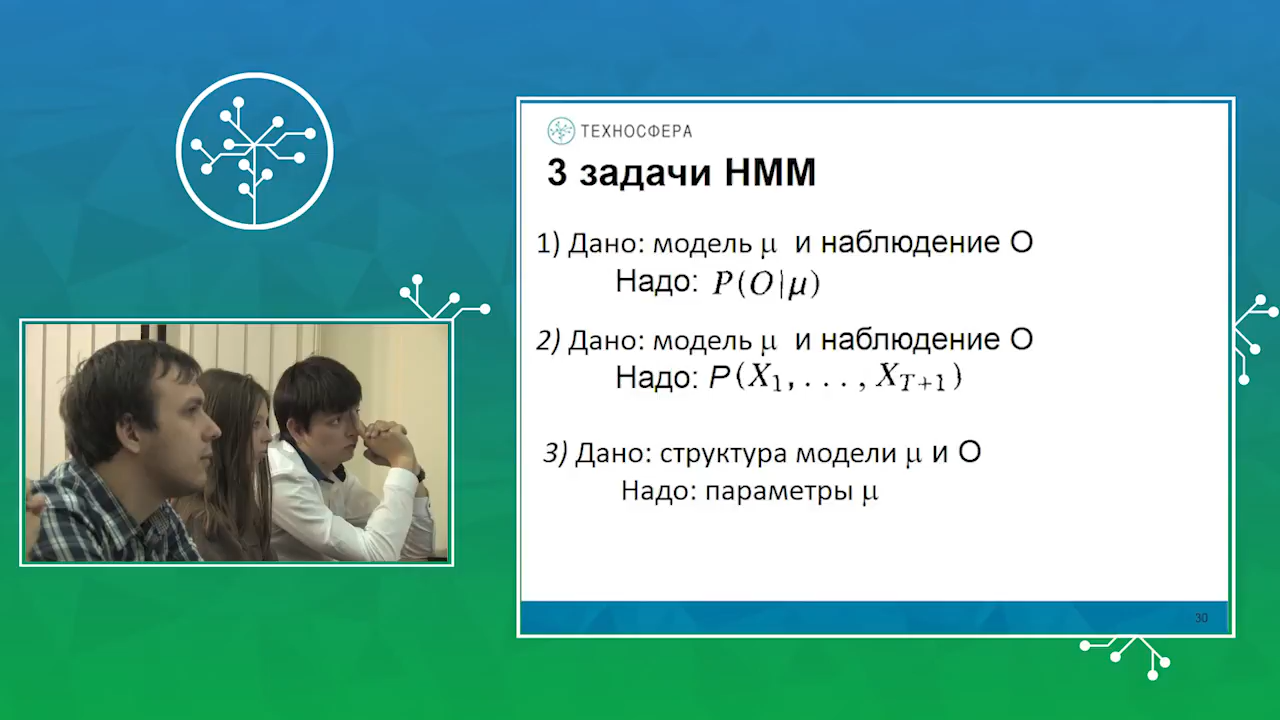 ТЕХНОСФЕРА
3 задачи НММ
1) Дано: модель μ и наблюдение О
Надо: P(O|μ)
2) Дано: модель μ и наблюдение О
Надо: P(X₁, . . . , X_{T+1})
3) Дано: структура модели μ и О
Надо: параметры μ
30